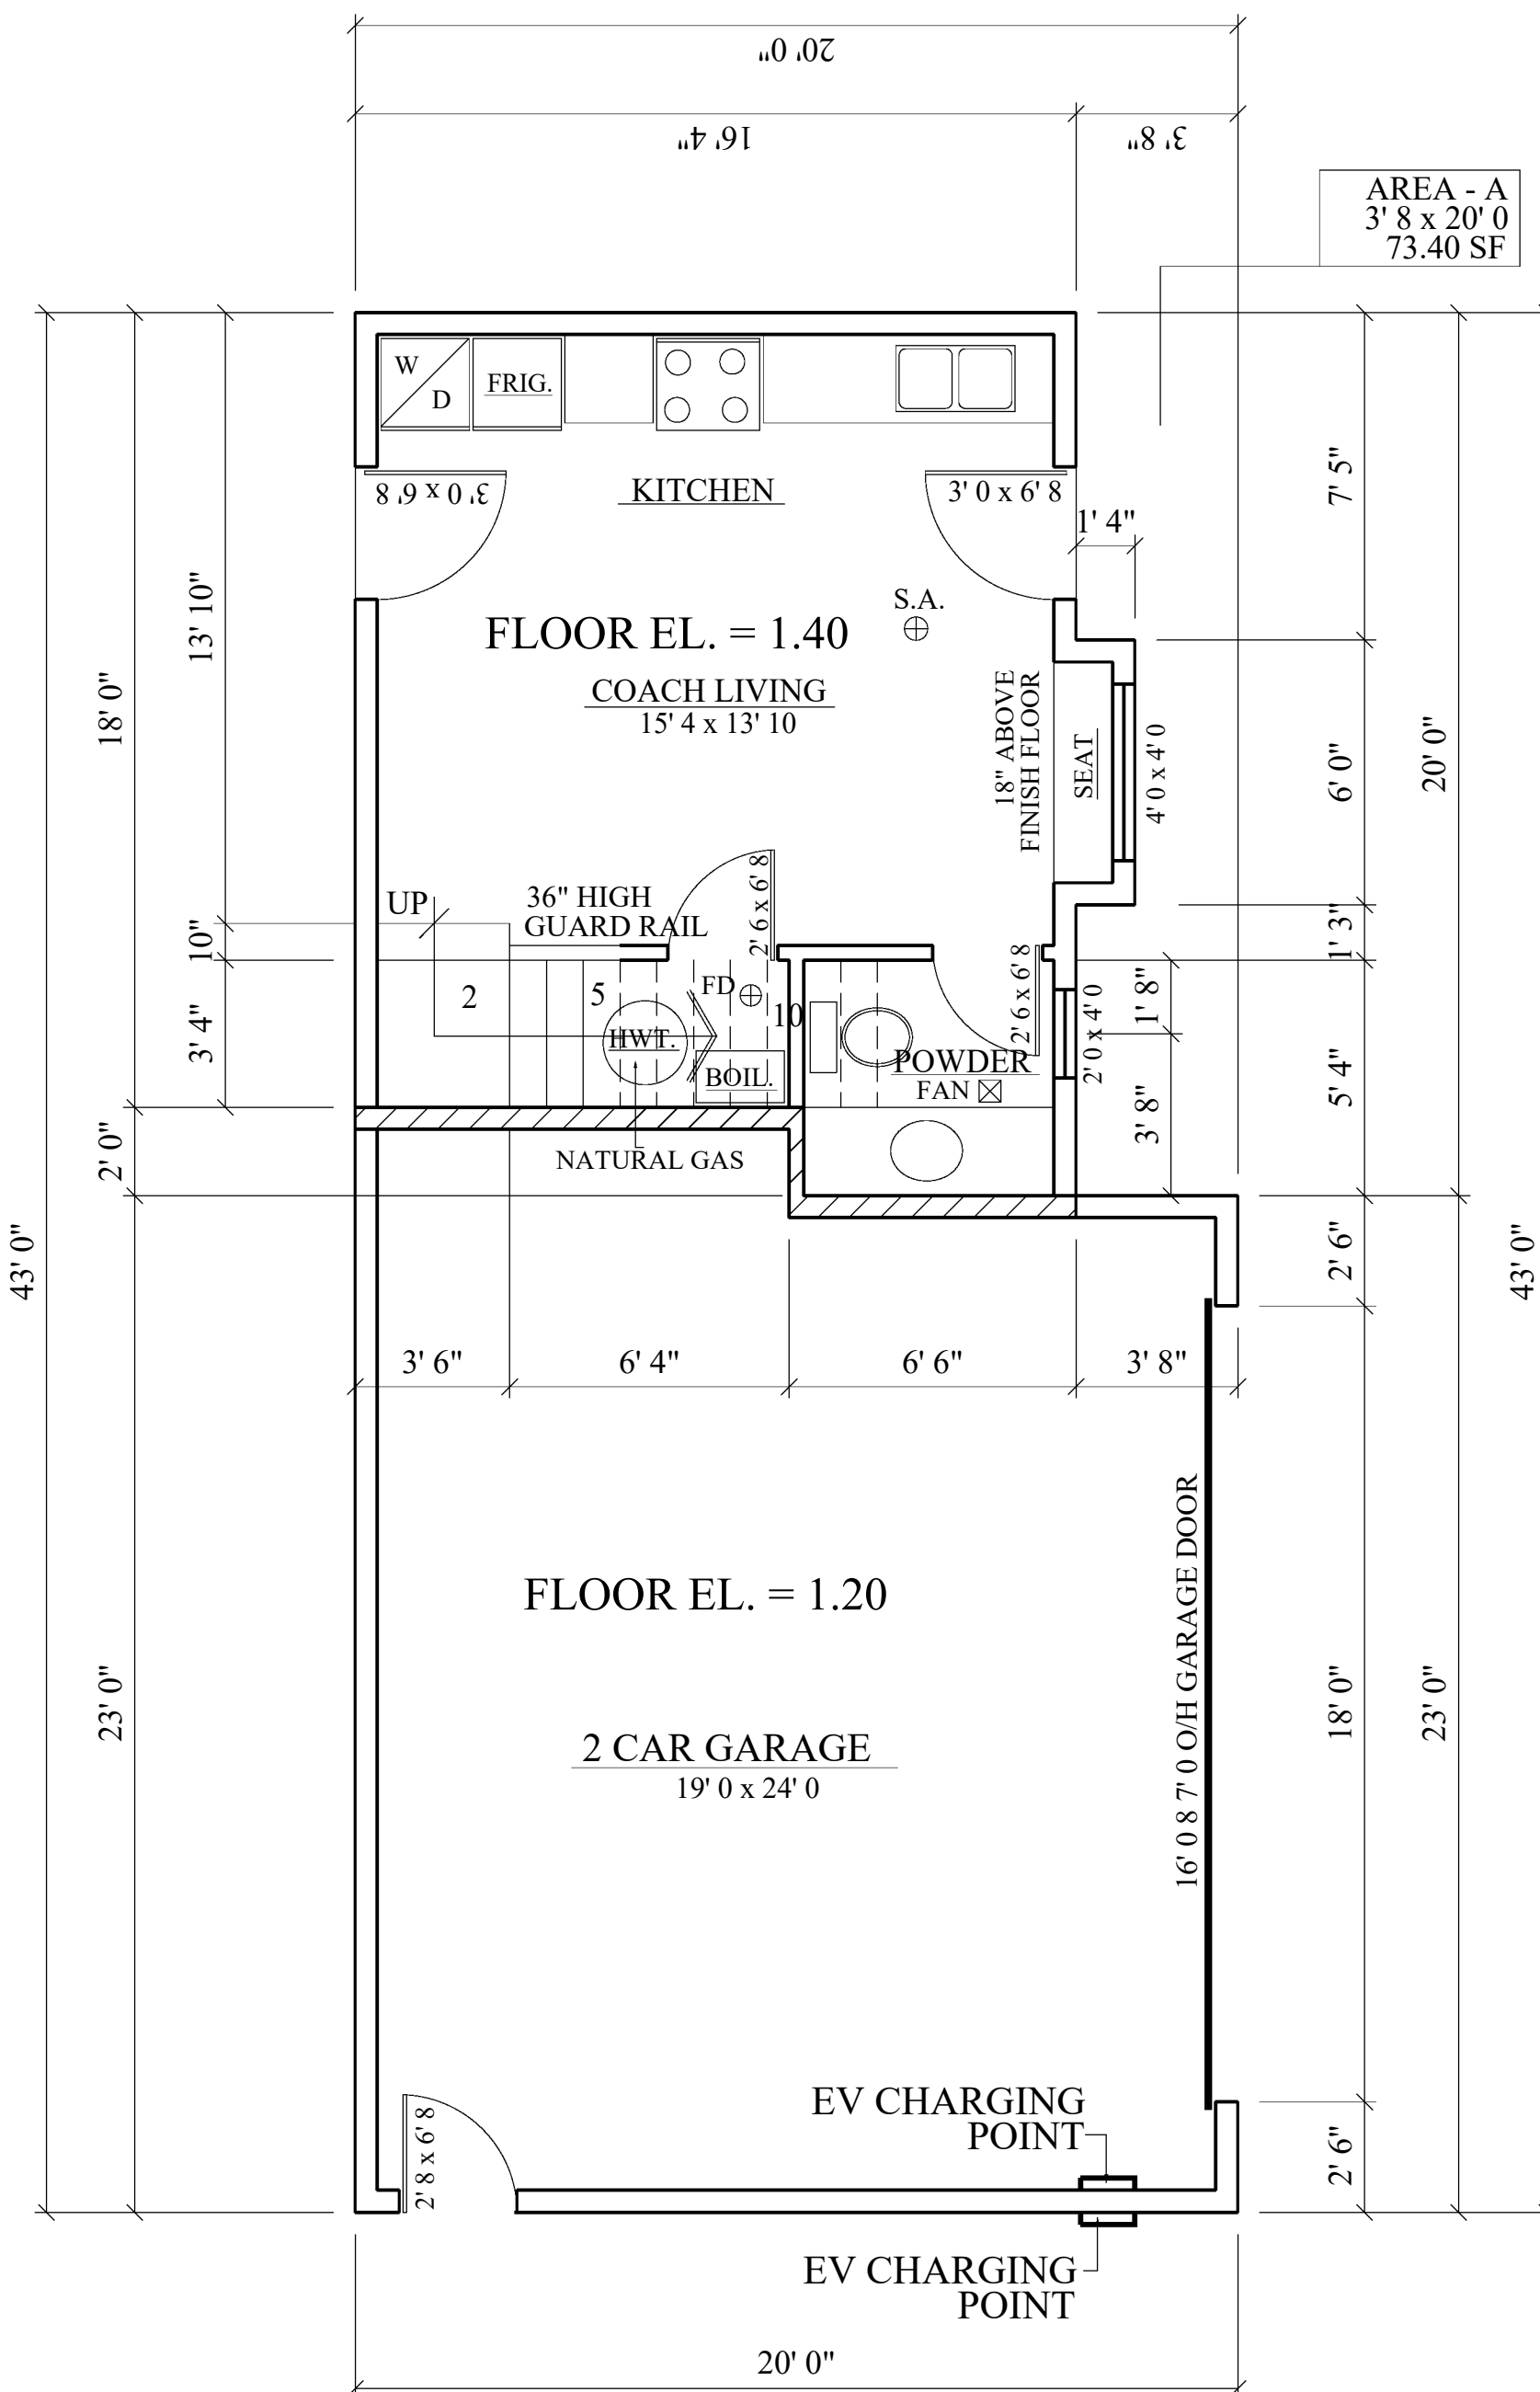 20' 0"
16' 4"
3' 8"
AREA - A
3' 8 x 20' 0
73.40 SF
W
D
FRIG.
3' 0 x 6' 8
KITCHEN
3' 0 x 6' 8
1' 4"
7' 5"
13' 10"
18' 0"
S.A.
FLOOR EL. = 1.40
COACH LIVING
15' 4 x 13' 10
18" ABOVE
FINISH FLOOR
SEAT
4' 0 x 4' 0
6' 0"
20' 0"
UP
36" HIGH
GUARD RAIL
2' 6 x 6' 8
10"
1' 3"
2
5
FD
10
2' 6 x 6' 8
2' 0 x 4' 0
1' 8"
3' 4"
HWT.
BOIL.
POWDER
FAN
3' 8"
5' 4"
2' 0"
NATURAL GAS
43' 0"
2' 6"
43' 0"
3' 6"
6' 4"
6' 6"
3' 8"
FLOOR EL. = 1.20
16' 0 8 7' 0 O/H GARAGE DOOR
23' 0"
18' 0"
23' 0"
2 CAR GARAGE
19' 0 x 24' 0
EV CHARGING
POINT
2' 8 x 6' 8
2' 6"
EV CHARGING
POINT
20' 0"